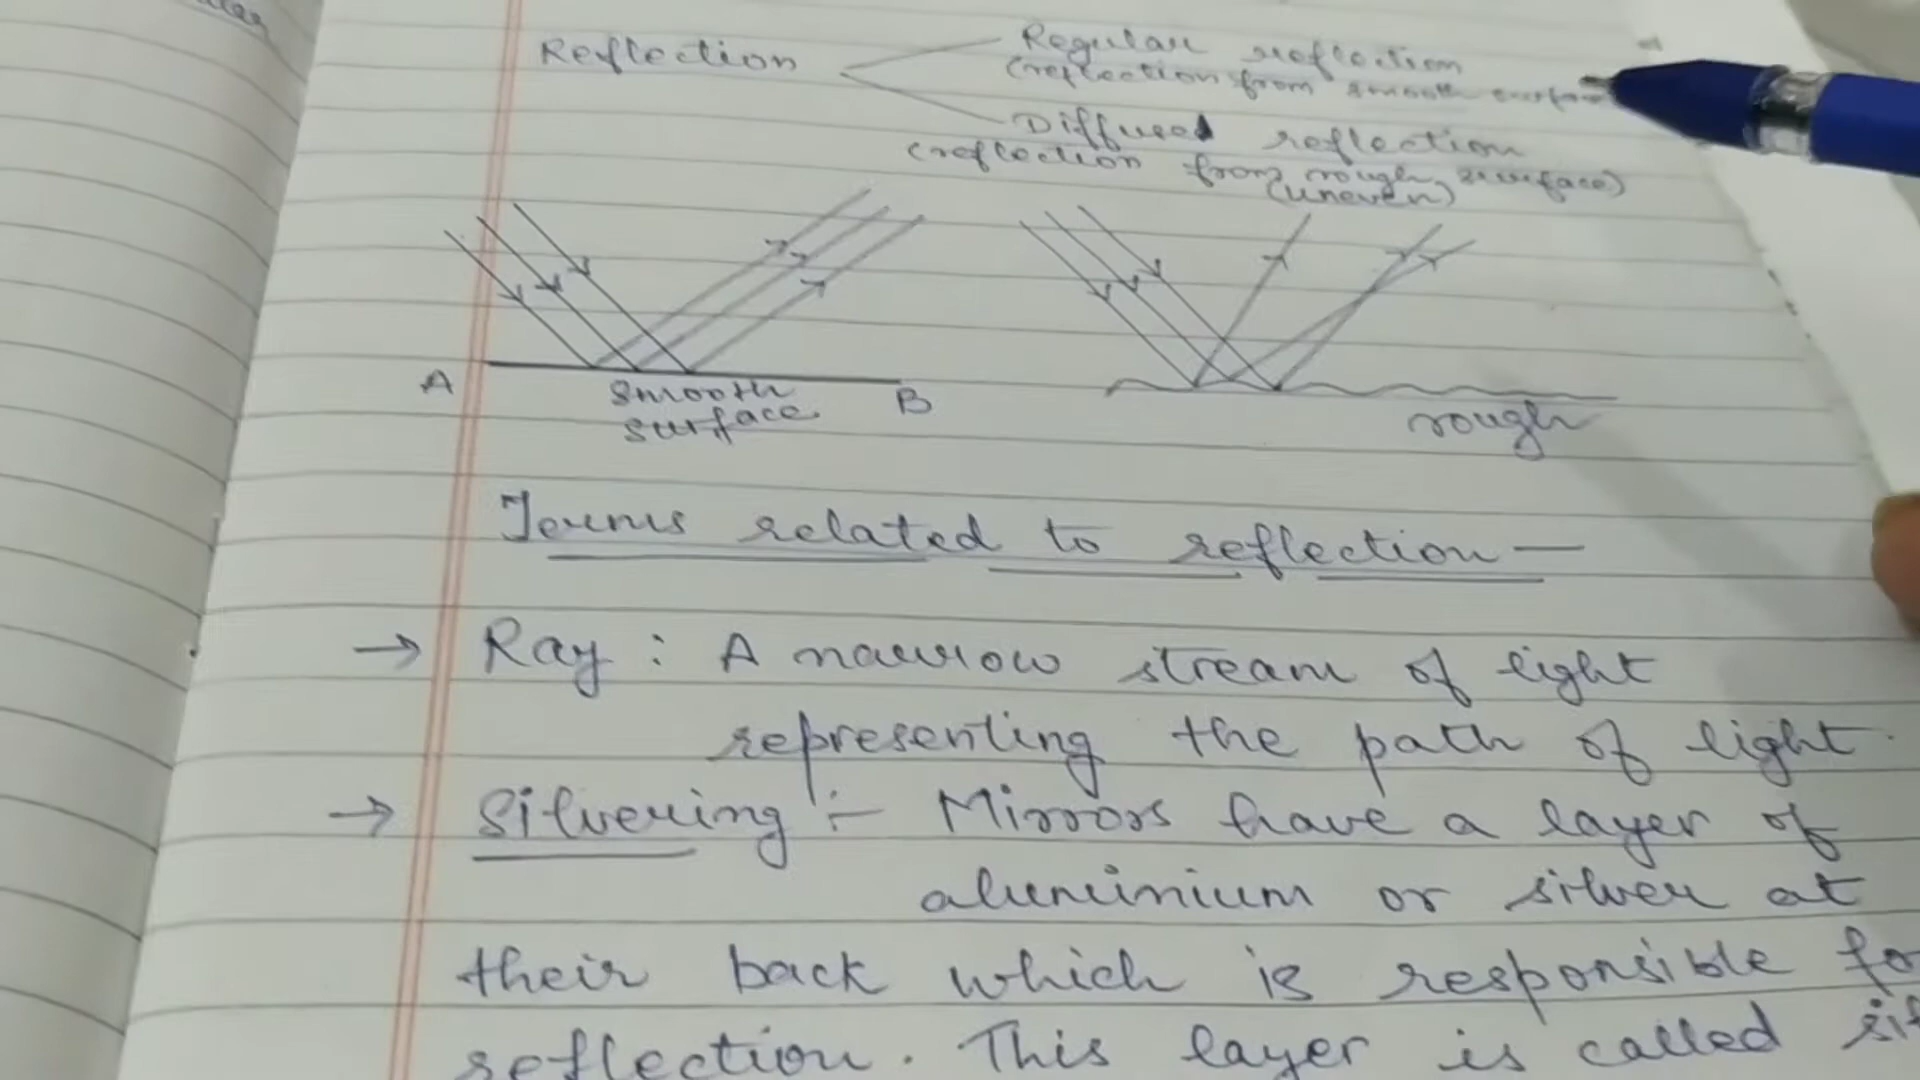 Reflection
Regular reflection
(reflection from smooth surface
Diffused reflection
(reflection from rough surface)
(uneven)
A
smooth
surface
B
rough
Terms related to reflection —
→ Ray : A narrow stream of light
representing the path of light.
→ Silvering :- Mirrors have a layer of
aluminium or silver at
their back which is responsible fo
reflection. This layer is called sil